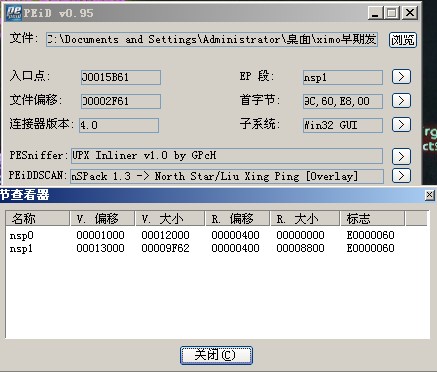 PEiD v0.95
文件: C:\Documents and Settings\Administrator\桌面\ximo早期发 浏览
入口点: 00015B61 EP 段: nsp1 >
文件偏移: 00002F61 首字节: 9C,60,E8,00 >
连接器版本: 4.0 子系统: Win32 GUI >
PESniffer: UPX Inliner v1.0 by GPcH >
PEiDDSCAN: nSPack 1.3 -> North Star/Liu Xing Ping [Overlay] >
节查看器
名称 V. 偏移 V. 大小 R. 偏移 R. 大小 标志
nsp0 00001000 00012000 00000400 00000000 E0000060
nsp1 00013000 00009F62 00000400 00008800 E0000060
关闭(C)